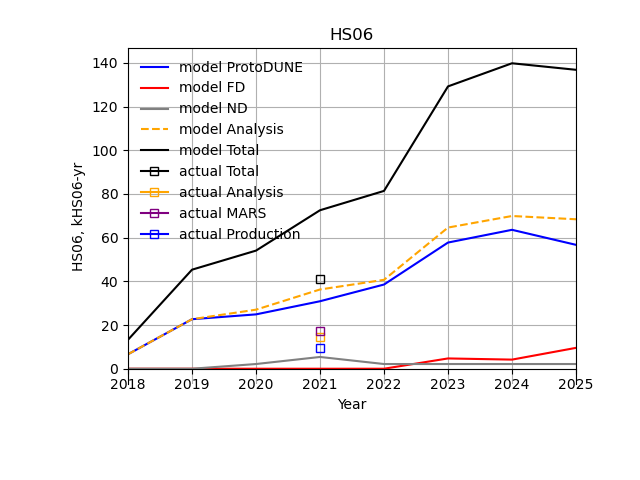 HS06
HS06, kHS06-yr
140
120
100
80
60
40
20
0
model ProtoDUNE
model FD
model ND
model Analysis
model Total
actual Total
actual Analysis
actual MARS
actual Production
2018 2019 2020 2021 2022 2023 2024 2025
Year